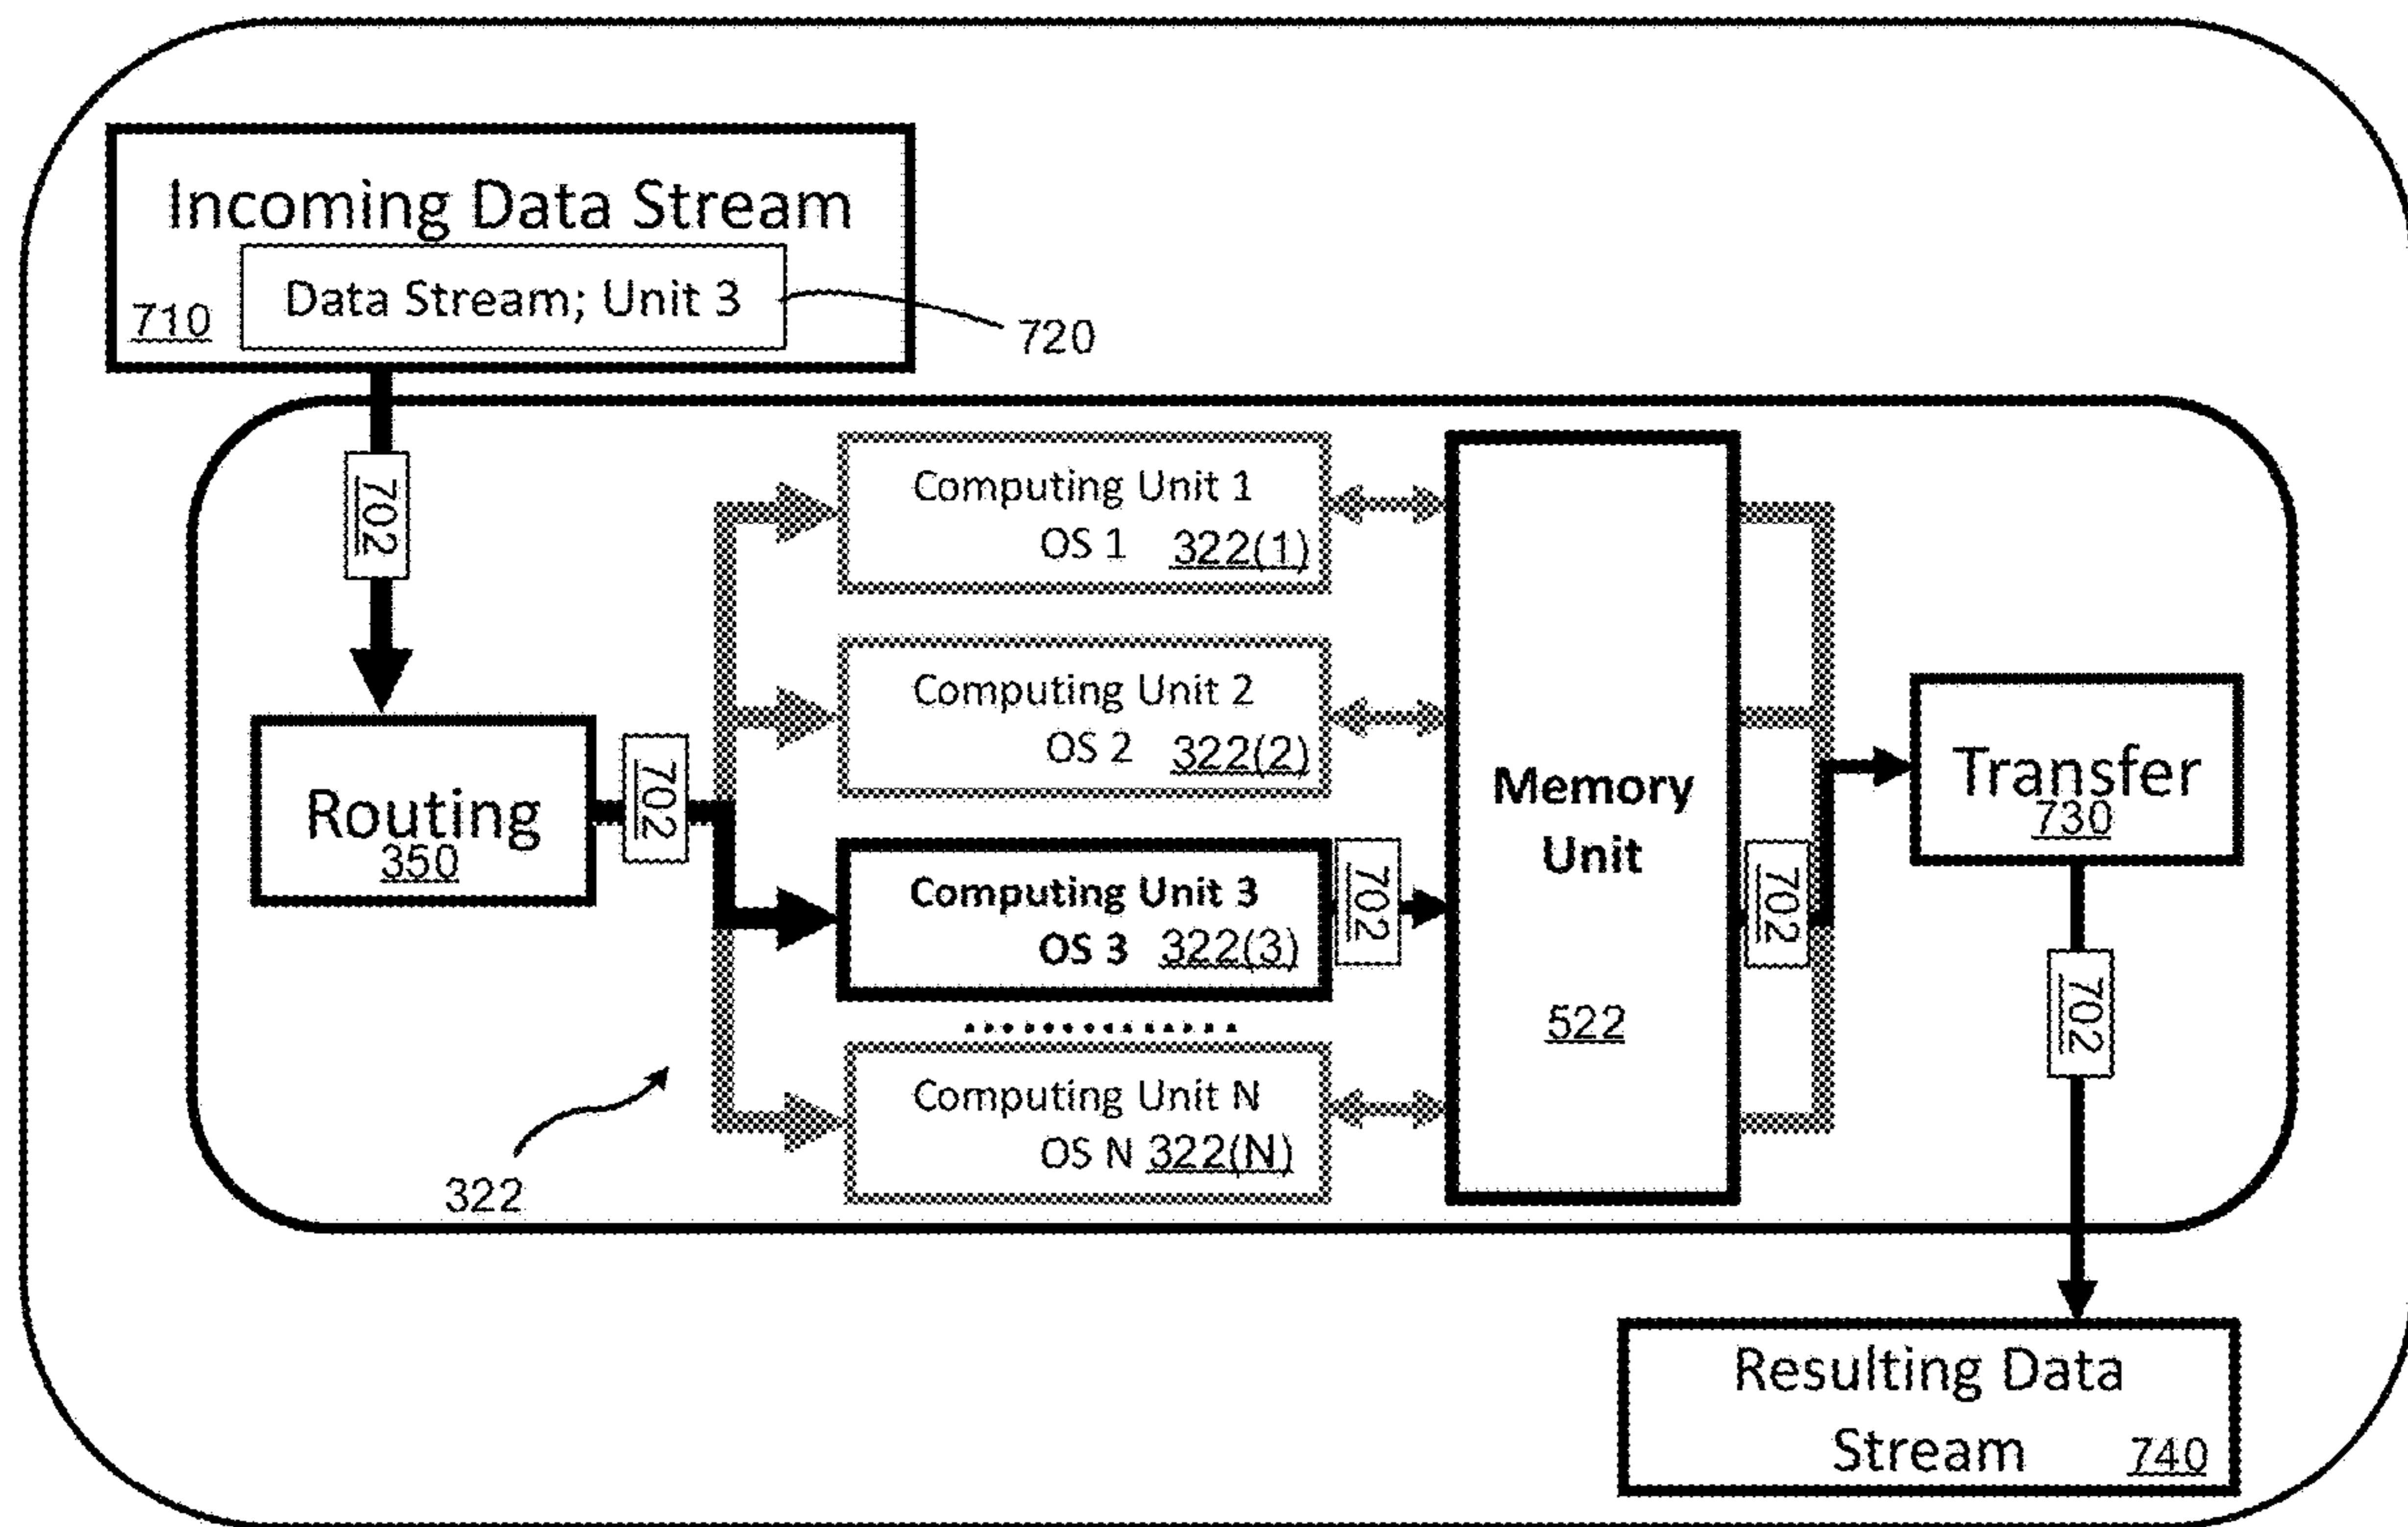 Incoming Data Stream
Data Stream; Unit 3
710
720
702
Computing Unit 1
OS 1 322(1)
Computing Unit 2
OS 2 322(2)
Routing
350
702
Computing Unit 3
OS 3 322(3)
702
.............
Computing Unit N
OS N 322(N)
322
Memory
Unit
522
702
Transfer
730
702
Resulting Data
Stream 740